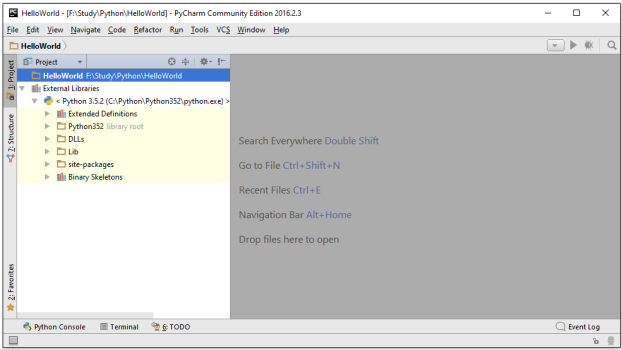 HelloWorld - [F:\Study\Python\HelloWorld] - PyCharm Community Edition 2016.2.3
File Edit View Navigate Code Refactor Run Tools VCS Window Help
HelloWorld
1: Project
Project
HelloWorld F:\Study\Python\HelloWorld
External Libraries
< Python 3.5.2 (C:\Python\Python352\python.exe) >
Extended Definitions
Python352 library root
DLLs
Lib
site-packages
Binary Skeletons
7: Structure
2: Favorites
Search Everywhere Double Shift
Go to File Ctrl+Shift+N
Recent Files Ctrl+E
Navigation Bar Alt+Home
Drop files here to open
Python Console Terminal 6: TODO Event Log